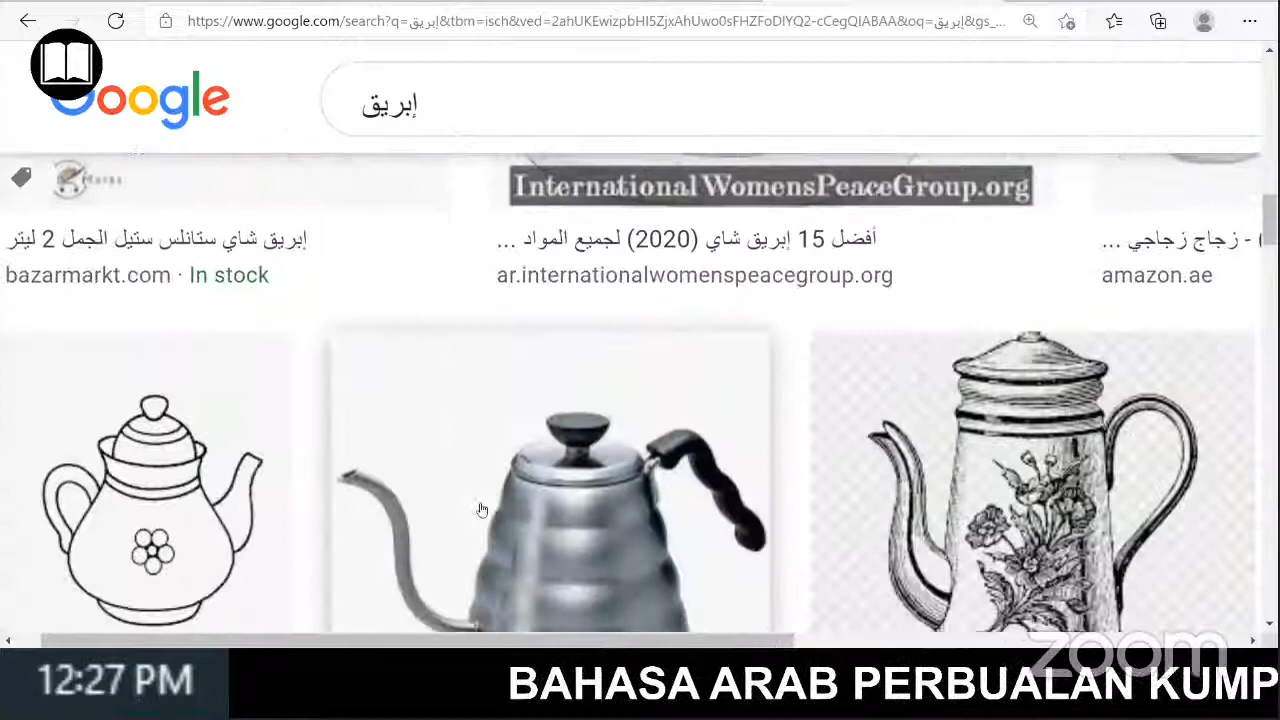 https://www.google.com/search?q=إبريق&tbm=isch&ved=2ahUKEwizpbHI5ZjxAhUwo0sFHZFoDIYQ2-cCegQIABAA&oq=إبريق&gs_...
Google
إبريق
InternationalWomensPeaceGroup.org
إبريق شاي ستانلس ستيل الجمل 2 ليتر
أفضل 15 إبريق شاي (2020) لجميع المواد ...
- زجاج زجاجي ...
bazarmarkt.com · In stock
ar.internationalwomenspeacegroup.org
amazon.ae
zoom
12:27 PM
BAHASA ARAB PERBUALAN KUMP